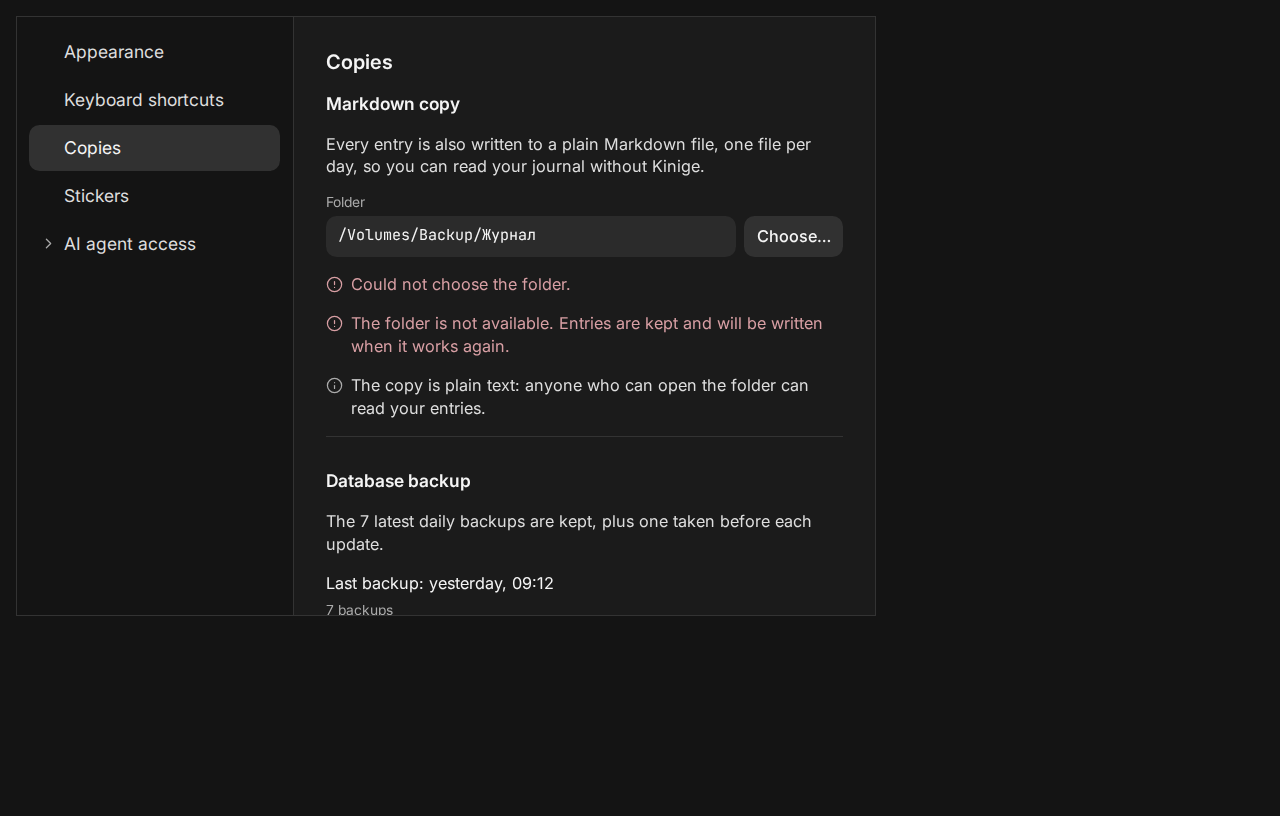 Appearance
Keyboard shortcuts
Copies
Stickers
AI agent access
Copies
Markdown copy
Every entry is also written to a plain Markdown file, one file per
day, so you can read your journal without Kinige.
Folder
/Volumes/Backup/Журнал
Choose...
Could not choose the folder.
The folder is not available. Entries are kept and will be written
when it works again.
The copy is plain text: anyone who can open the folder can
read your entries.
Database backup
The 7 latest daily backups are kept, plus one taken before each
update.
Last backup: yesterday, 09:12
7 backups